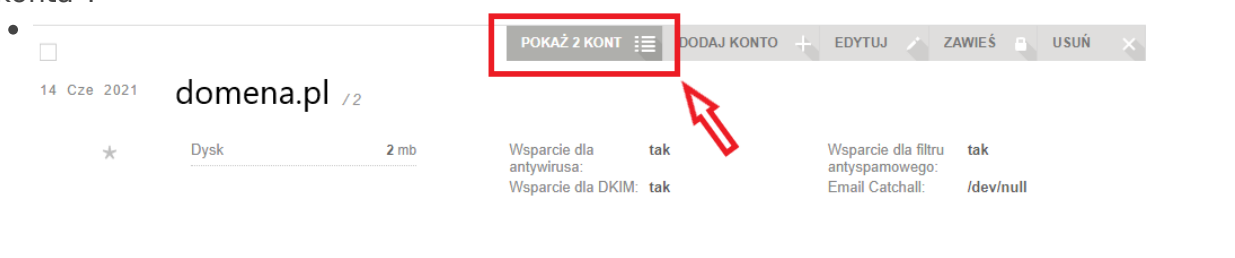 POKAŻ 2 KONT DODAJ KONTO EDYTUJ ZAWIEŚ USUŃ
14 Cze 2021 domena.pl / 2
Dysk 2 mb
Wsparcie dla antywirusa: tak
Wsparcie dla DKIM: tak
Wsparcie dla filtru antyspamowego: tak
Email Catchall: /dev/null